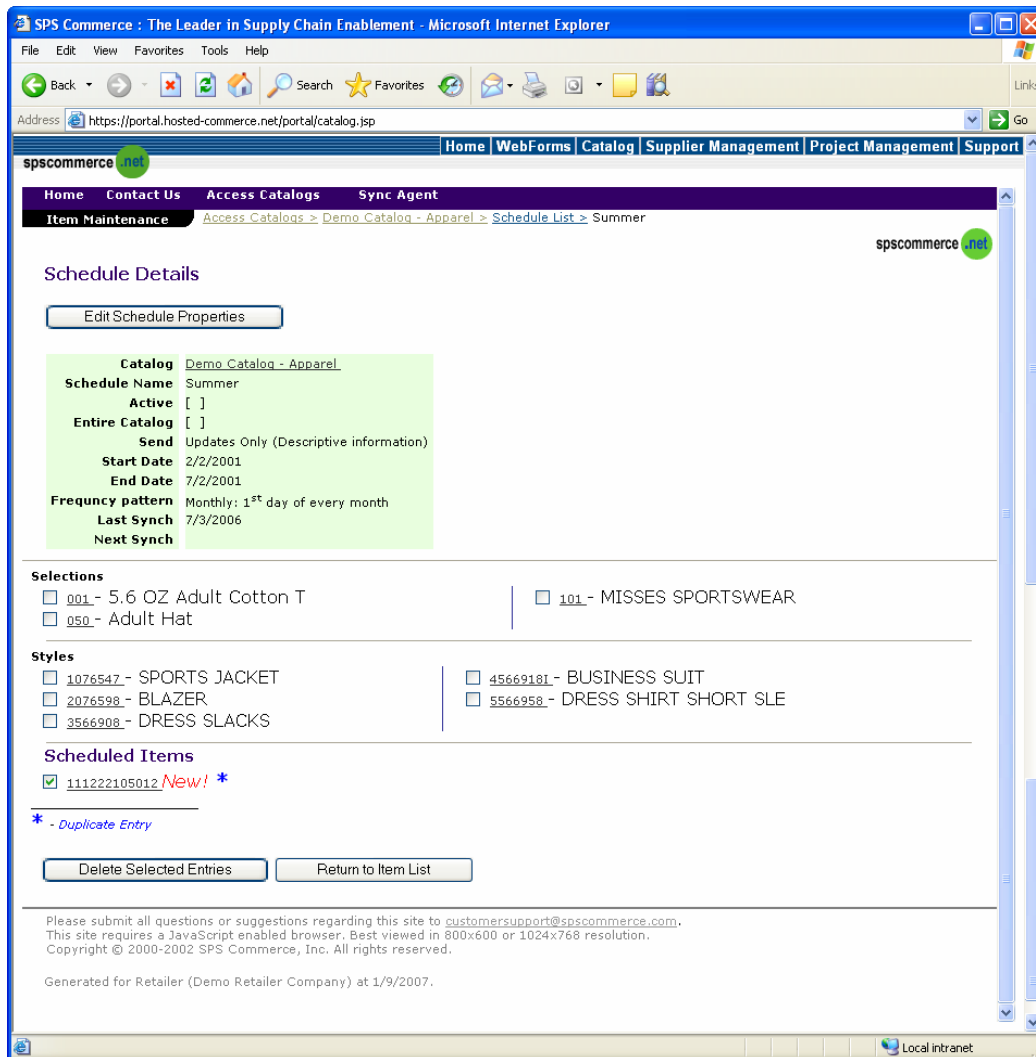 SPS Commerce : The Leader in Supply Chain Enablement - Microsoft Internet Explorer
File Edit View Favorites Tools Help
Back Search Favorites Links
Address https://portal.hosted-commerce.net/portal/catalog.jsp Go
Home | WebForms | Catalog | Supplier Management | Project Management | Support
spscommerce .net
Home Contact Us Access Catalogs Sync Agent
Item Maintenance Access Catalogs > Demo Catalog - Apparel > Schedule List > Summer
spscommerce .net
Schedule Details
Edit Schedule Properties
Catalog Demo Catalog - Apparel
Schedule Name Summer
Active [ ]
Entire Catalog [ ]
Send Updates Only (Descriptive information)
Start Date 2/2/2001
End Date 7/2/2001
Frequncy pattern Monthly: 1st day of every month
Last Synch 7/3/2006
Next Synch
Selections
001 - 5.6 OZ Adult Cotton T 101 - MISSES SPORTSWEAR
050 - Adult Hat
Styles
1076547 - SPORTS JACKET 4566918I - BUSINESS SUIT
2076598 - BLAZER 5566958 - DRESS SHIRT SHORT SLE
3566908 - DRESS SLACKS
Scheduled Items
111222105012 New! *
* - Duplicate Entry
Delete Selected Entries Return to Item List
Please submit all questions or suggestions regarding this site to customersupport@spscommerce.com.
This site requires a JavaScript enabled browser. Best viewed in 800x600 or 1024x768 resolution.
Copyright © 2000-2002 SPS Commerce, Inc. All rights reserved.
Generated for Retailer (Demo Retailer Company) at 1/9/2007.
Local intranet